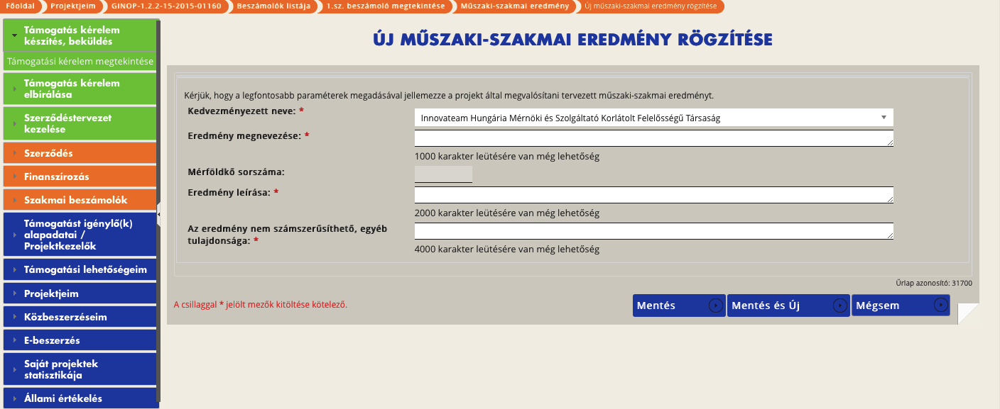 Főoldal
Projektjeim
GINOP-1.2.2-15-2015-01160
Beszámolók listája
1.sz. beszámoló megtekintése
Műszaki-szakmai eredmény
Új műszaki-szakmai eredmény rögzítése
Támogatás kérelem
készítés, beküldés
Támogatási kérelem megtekintése
Támogatás kérelem
elbírálása
Szerződéstervezet
kezelése
Szerződés
Finanszírozás
Szakmai beszámolók
Támogatást igénylő(k)
alapadatai /
Projektkezelők
Támogatási lehetőségeim
Projektjeim
Közbeszerzéseim
E-beszerzés
Saját projektek
statisztikája
Állami értékelés
ÚJ MŰSZAKI-SZAKMAI EREDMÉNY RÖGZÍTÉSE
Kérjük, hogy a legfontosabb paraméterek megadásával jellemezze a projekt által megvalósítani tervezett műszaki-szakmai eredményt.
Kedvezményezett neve: *
Innovateam Hungária Mérnöki és Szolgáltató Korlátolt Felelősségű Társaság
Eredmény megnevezése: *
1000 karakter leütésére van még lehetőség
Mérföldkő sorszáma:
Eredmény leírása: *
2000 karakter leütésére van még lehetőség
Az eredmény nem számszerűsíthető, egyéb
tulajdonsága: *
4000 karakter leütésére van még lehetőség
Űrlap azonosító: 31700
A csillaggal * jelölt mezők kitöltése kötelező.
Mentés
Mentés és Új
Mégsem